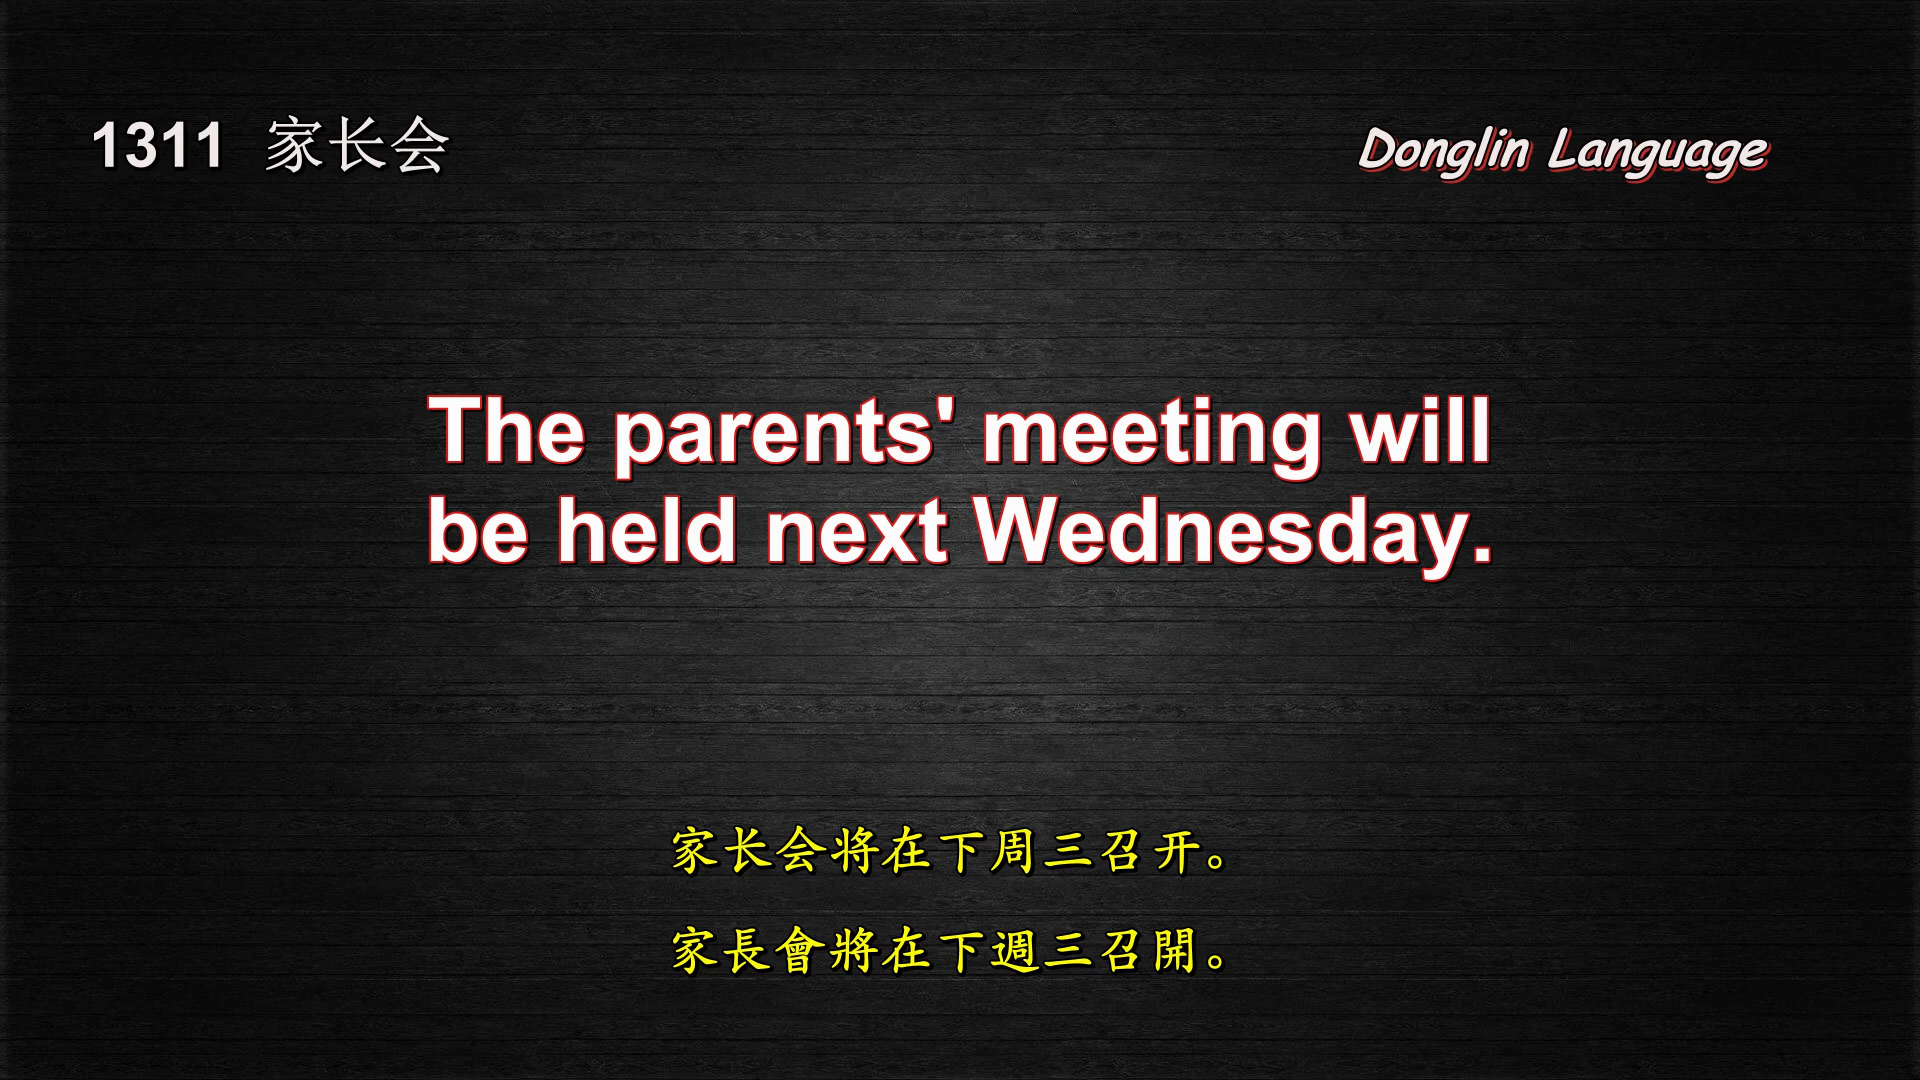 1311 家长会
Donglin Language
The parents' meeting will
be held next Wednesday.
家长会将在下周三召开。
家長會將在下週三召開。